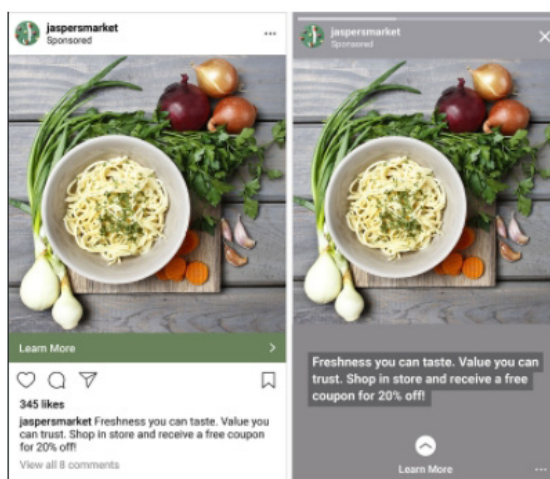 jaspersmarket
Sponsored
Learn More
345 likes
jaspersmarket Freshness you can taste. Value you
can trust. Shop in store and receive a free coupon
for 20% off!
View all 8 comments
jaspersmarket
Sponsored
Freshness you can taste. Value you can
trust. Shop in store and receive a free
coupon for 20% off!
Learn More